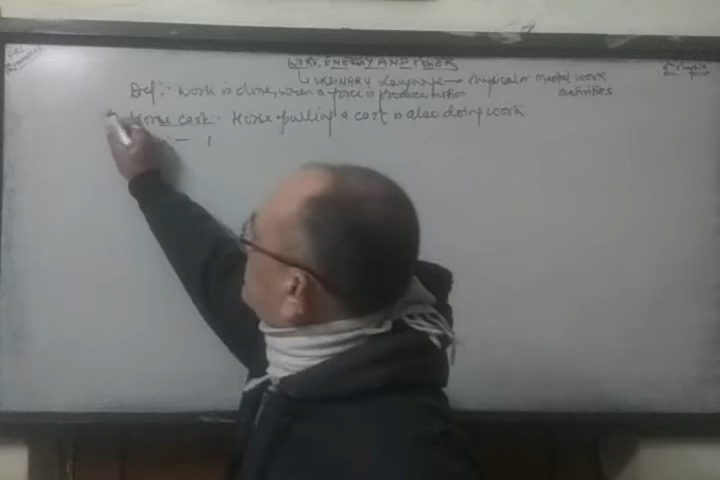 WORK, ENERGY AND POWER
ORDINARY Language → Physical or mental work activities
Def :- Work is done, when a force is produce motion
Horse cart :- Horse pulling a cart is also doing work
:- 1